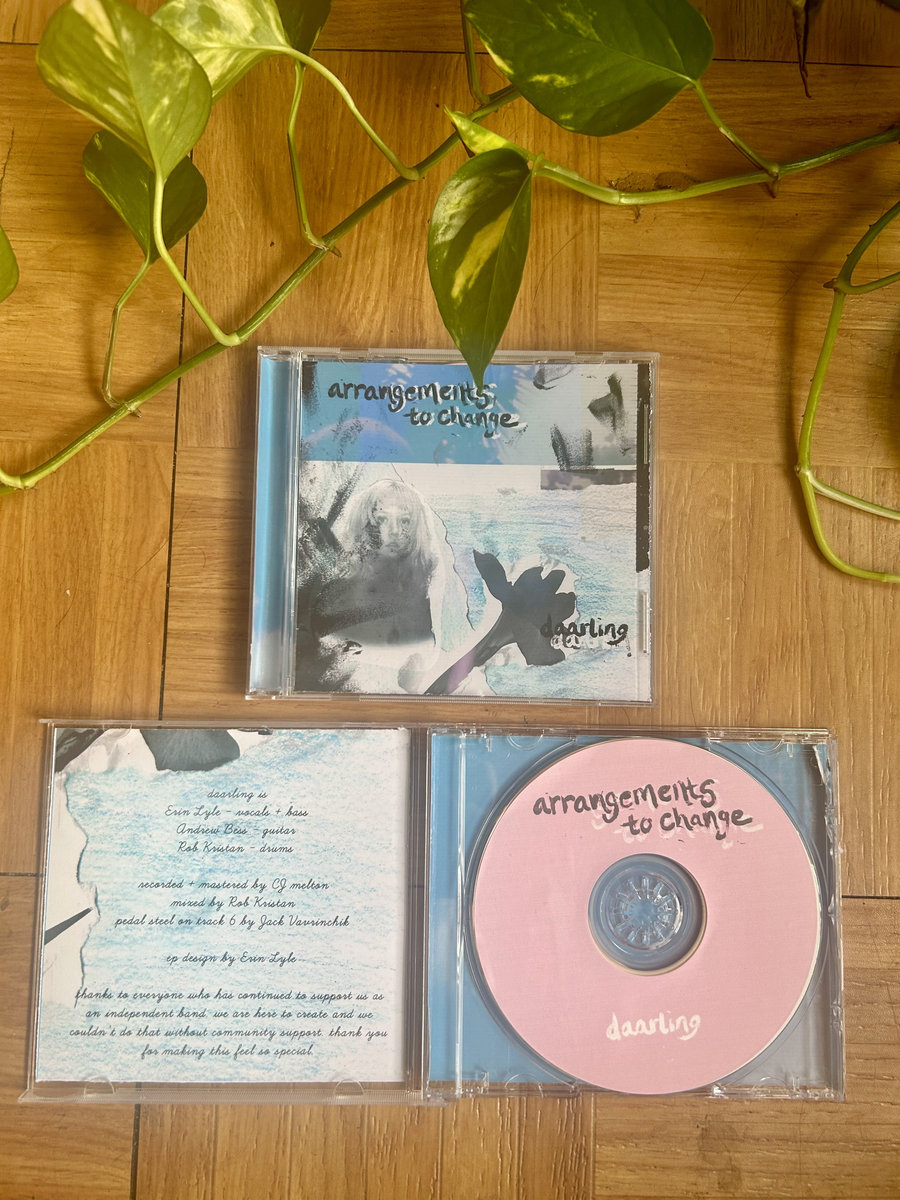 arrangements
to change
daarling
daarling is
Erin Lyle - vocals + bass
Andrew Bess - guitar
Rob Kristan - drums
recorded + mastered by CJ melton
mixed by Rob Kristan
pedal steel on track 6 by Jack Vavrinchik
ep design by Erin Lyle
thanks to everyone who has continued to support us as
an independent band. we are here to create and we
couldn't do that without community support. thank you
for making this feel so special.
arrangements
to change
daarling